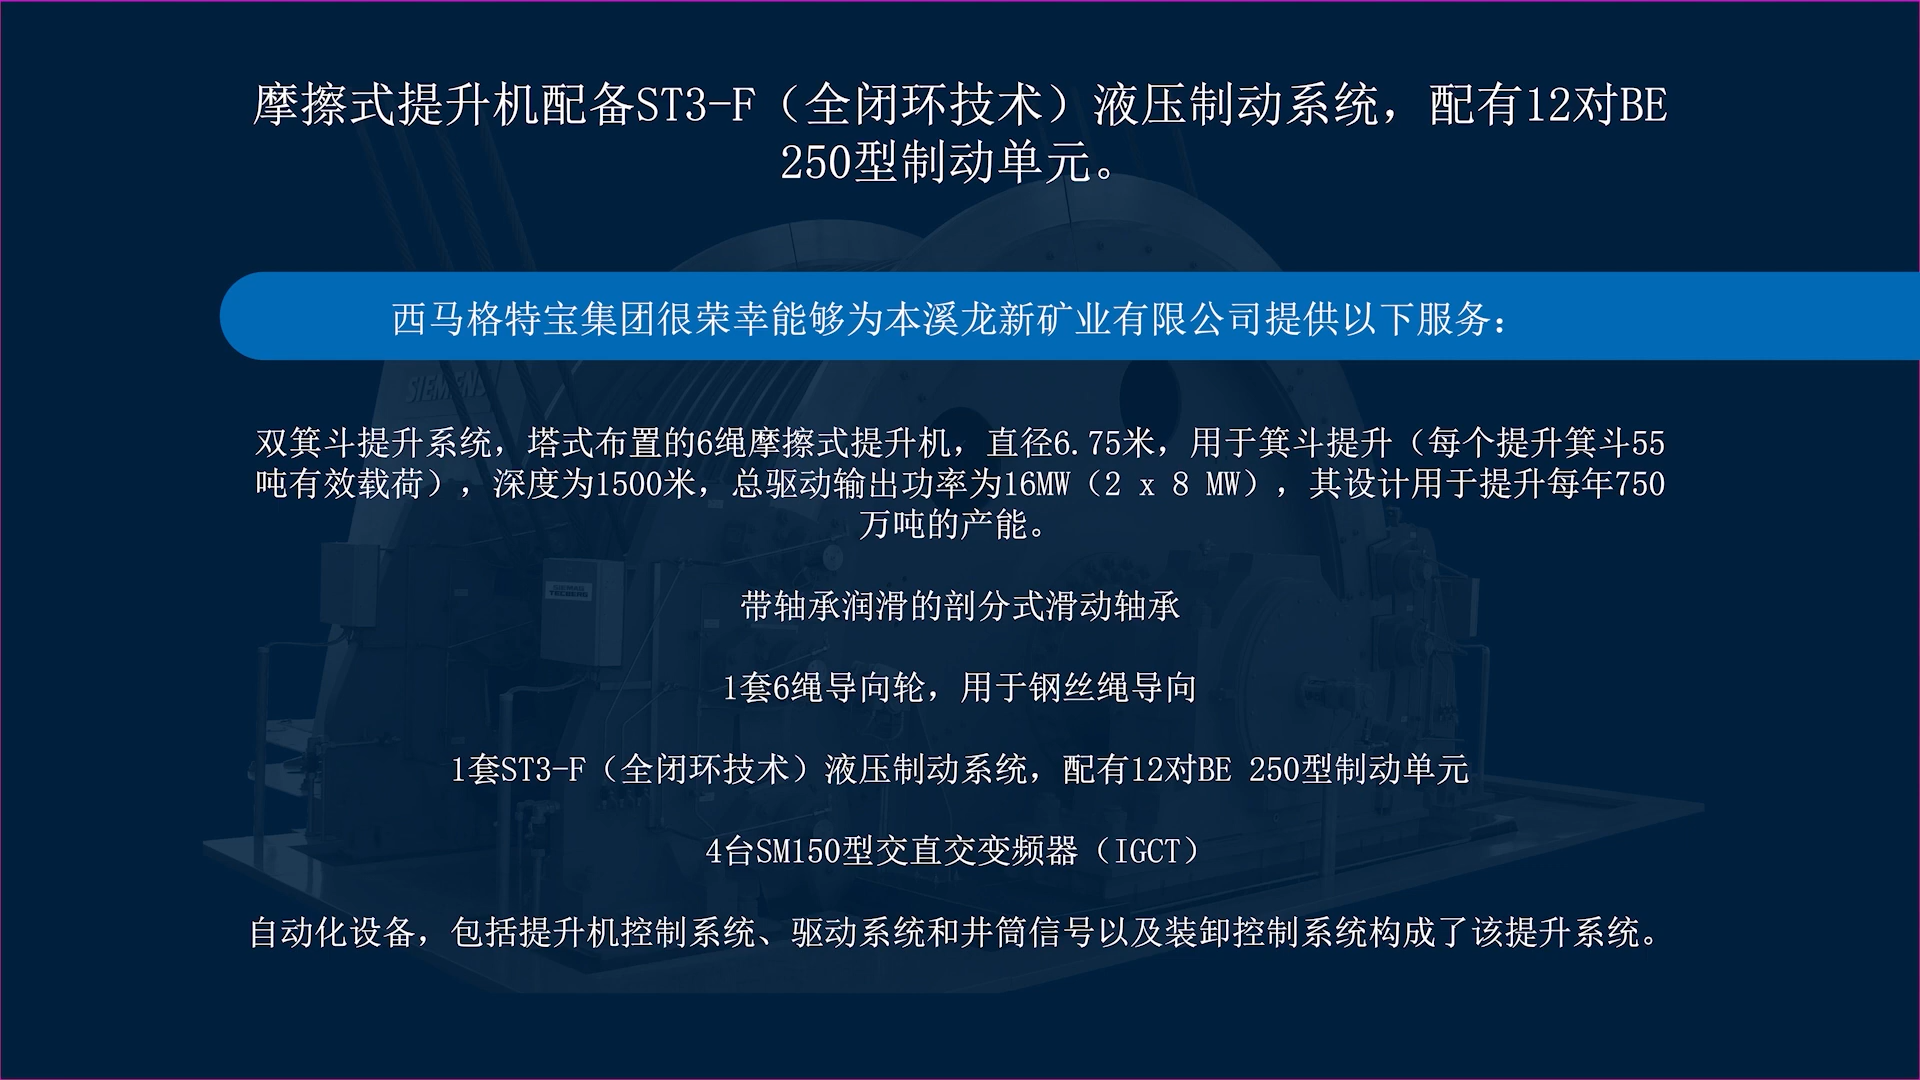 摩擦式提升机配备ST3-F（全闭环技术）液压制动系统，配有12对BE
250型制动单元。
西马格特宝集团很荣幸能够为本溪龙新矿业有限公司提供以下服务：
SIEMENS
双箕斗提升系统，塔式布置的6绳摩擦式提升机，直径6.75米，用于箕斗提升（每个提升箕斗55
吨有效载荷），深度为1500米，总驱动输出功率为16MW（2 x 8 MW），其设计用于提升每年750
万吨的产能。
SIEMAG
TECBERG
带轴承润滑的剖分式滑动轴承
1套6绳导向轮，用于钢丝绳导向
1套ST3-F（全闭环技术）液压制动系统，配有12对BE 250型制动单元
4台SM150型交直交变频器（IGCT）
自动化设备，包括提升机控制系统、驱动系统和井筒信号以及装卸控制系统构成了该提升系统。